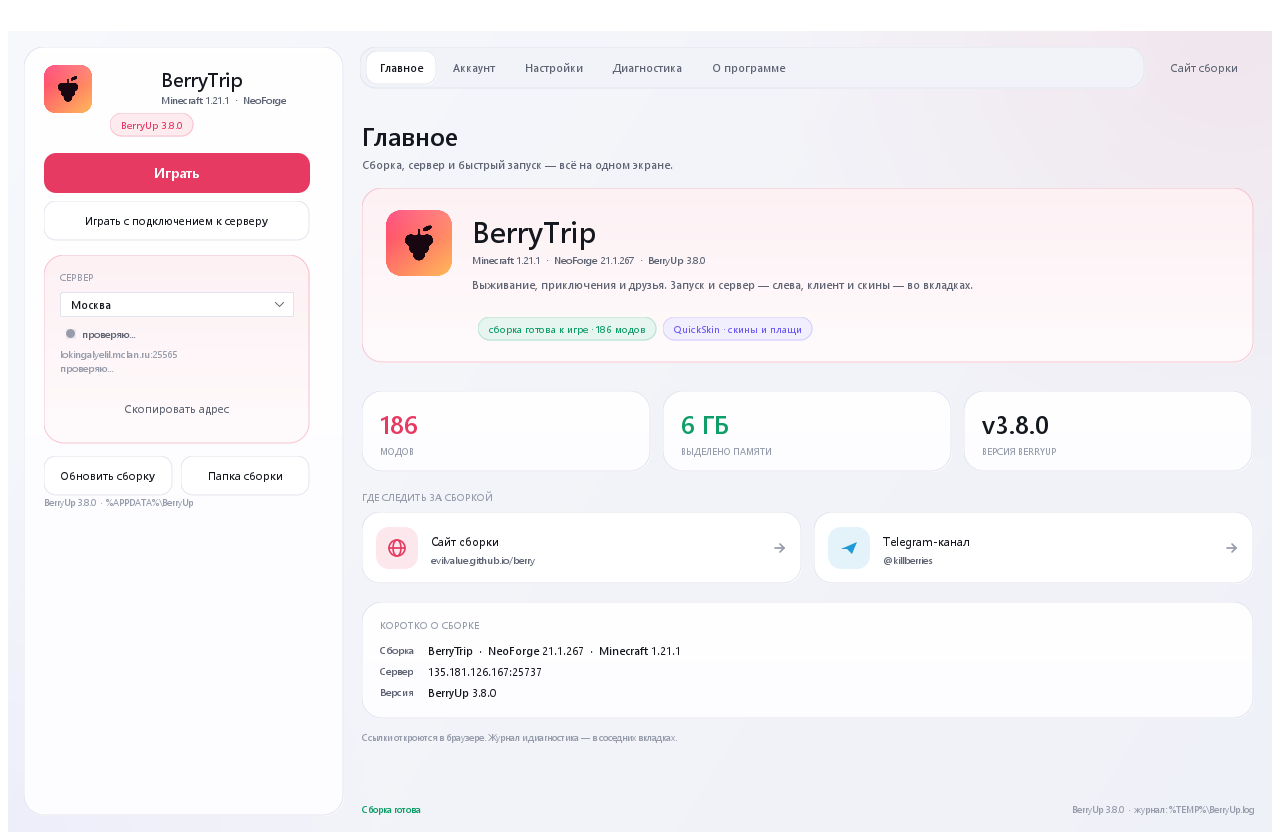 BerryTrip
Minecraft 1.21.1 · NeoForge
BerryUp 3.8.0
Играть
Играть с подключением к серверу
СЕРВЕР
Москва
проверяю...
lokingalyelil.mclan.ru:25565
проверяю...
Скопировать адрес
Обновить сборку
Папка сборки
BerryUp 3.8.0 · %APPDATA%\BerryUp
Главное
Аккаунт
Настройки
Диагностика
О программе
Сайт сборки
Главное
Сборка, сервер и быстрый запуск — всё на одном экране.
BerryTrip
Minecraft 1.21.1 · NeoForge 21.1.267 · BerryUp 3.8.0
Выживание, приключения и друзья. Запуск и сервер — слева, клиент и скины — во вкладках.
сборка готова к игре · 186 модов
QuickSkin · скины и плащи
186
МОДОВ
6 ГБ
ВЫДЕЛЕНО ПАМЯТИ
v3.8.0
ВЕРСИЯ BERRYUP
ГДЕ СЛЕДИТЬ ЗА СБОРКОЙ
Сайт сборки
evilvalue.github.io/berry
Telegram-канал
@killberries
КОРОТКО О СБОРКЕ
Сборка BerryTrip · NeoForge 21.1.267 · Minecraft 1.21.1
Сервер 135.181.126.167:25737
Версия BerryUp 3.8.0
Ссылки откроются в браузере. Журнал и диагностика — в соседних вкладках.
Сборка готова
BerryUp 3.8.0 · журнал: %TEMP%\BerryUp.log